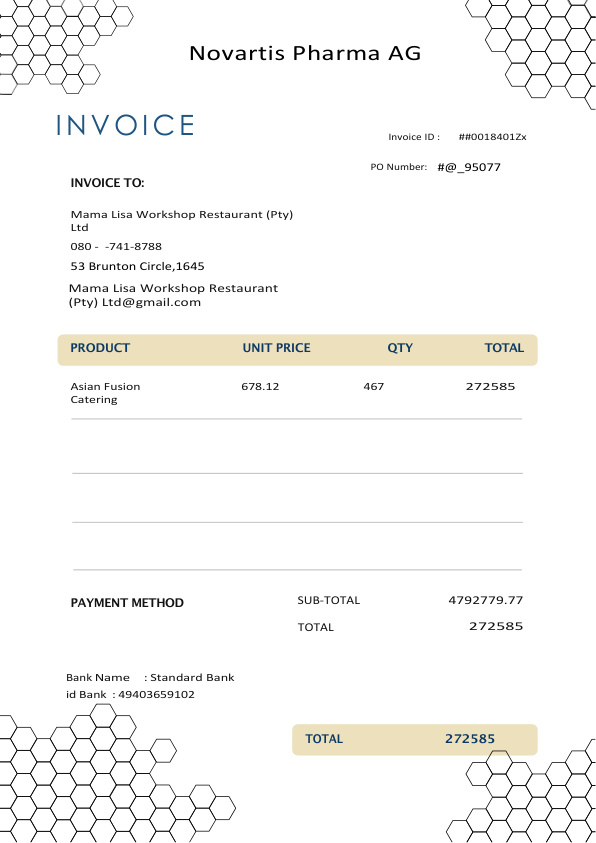 Novartis Pharma AG
INVOICE
Invoice ID : ##0018401Zx
PO Number: #@_95077
INVOICE TO:
Mama Lisa Workshop Restaurant (Pty)
Ltd
080 - -741-8788
53 Brunton Circle,1645
Mama Lisa Workshop Restaurant
(Pty) Ltd@gmail.com
PRODUCT UNIT PRICE QTY TOTAL
Asian Fusion 678.12 467 272585
Catering
PAYMENT METHOD
SUB-TOTAL 4792779.77
TOTAL 272585
Bank Name : Standard Bank
id Bank : 49403659102
TOTAL 272585